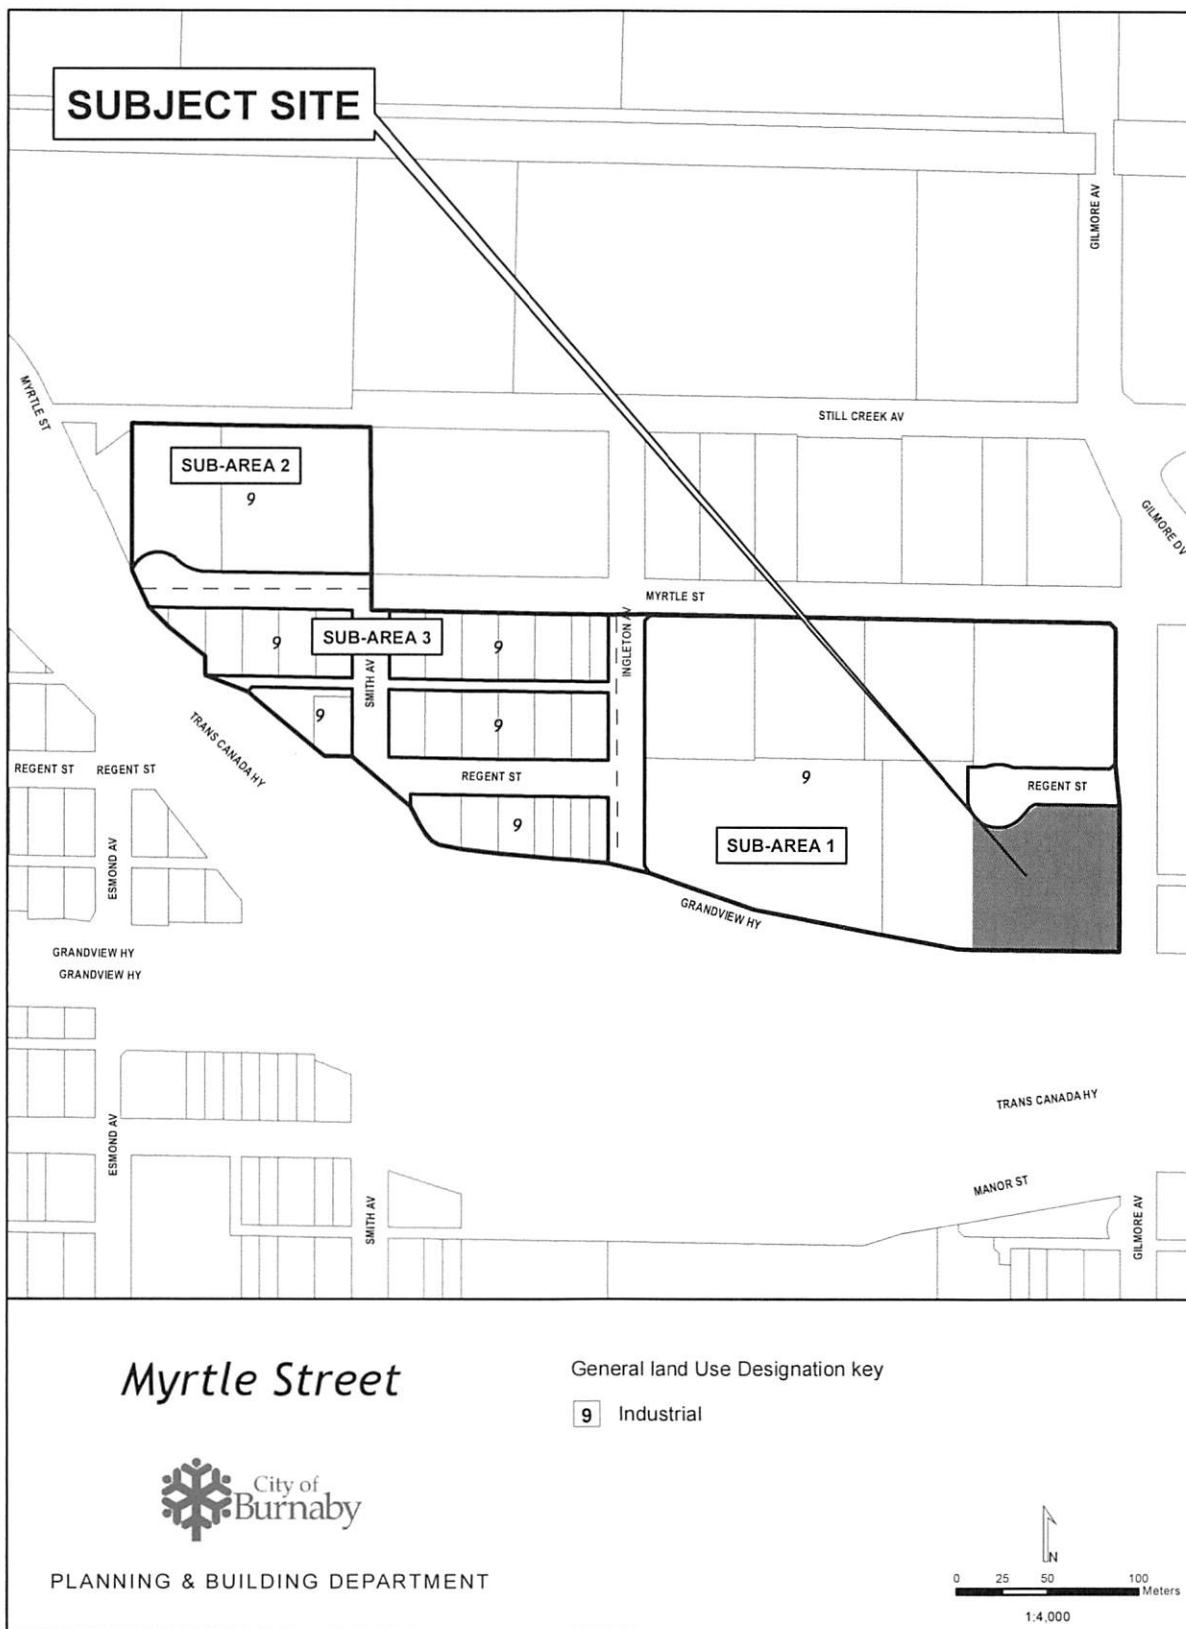 SUBJECT SITE
GILMORE AV
MYRTLE ST
STILL CREEK AV
SUB-AREA 2
9
GILMORE DV
MYRTLE ST
INGLETON AV
SUB-AREA 3
9
9
SMITH AV
9
9
TRANS CANADA HY
REGENT ST
REGENT ST
REGENT ST
9
REGENT ST
9
SUB-AREA 1
ESMOND AV
GRANDVIEW HY
GRANDVIEW HY
GRANDVIEW HY
TRANS CANADA HY
ESMOND AV
MANOR ST
SMITH AV
GILMORE AV
Myrtle Street
General land Use Designation key
9 Industrial
City of
Burnaby
PLANNING & BUILDING DEPARTMENT
N
0 25 50 100
Meters
1:4,000